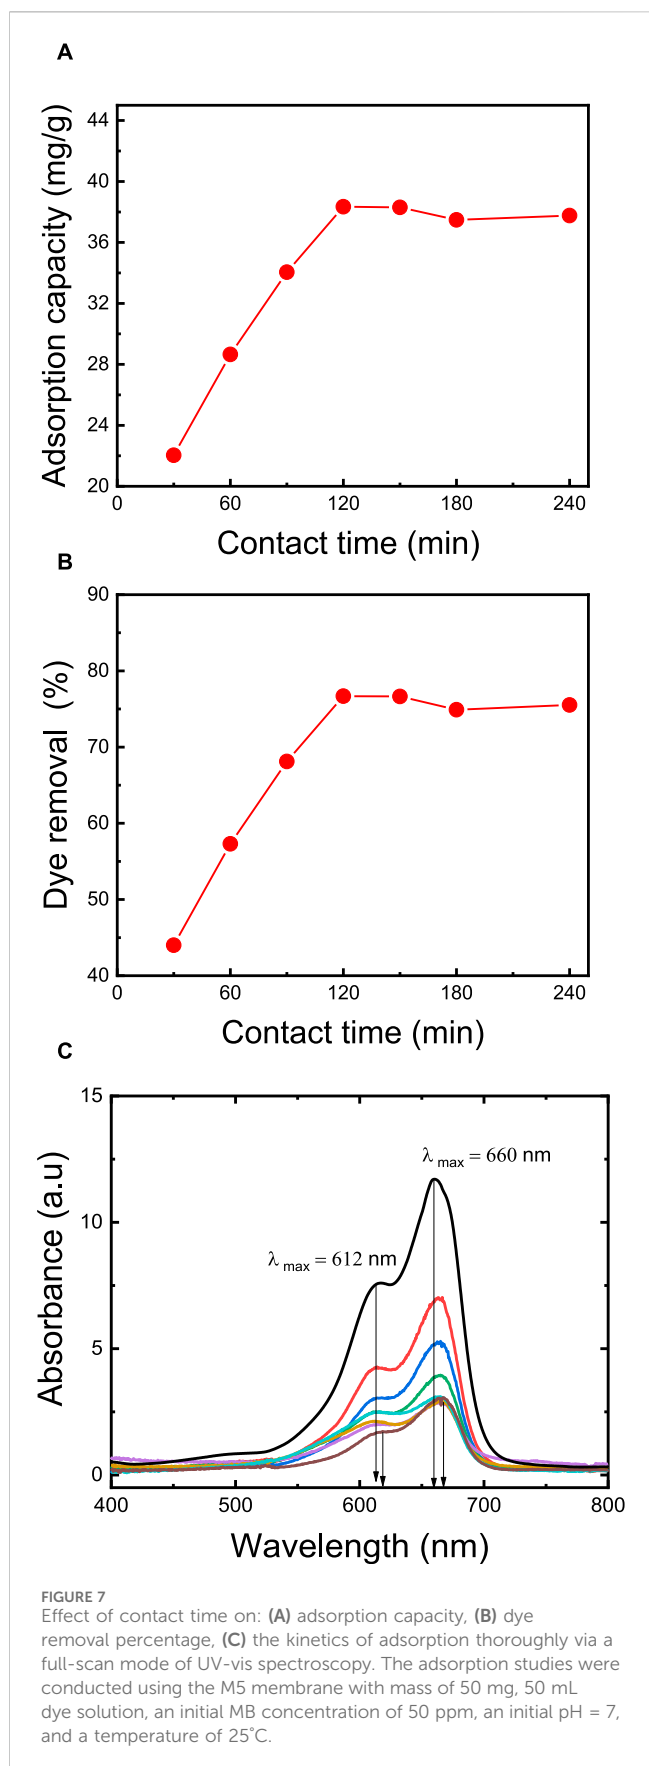 A
Adsorption capacity (mg/g)
44
40
36
32
28
24
20
0 60 120 180 240
Contact time (min)
B
Dye removal (%)
90
80
70
60
50
40
0 60 120 180 240
Contact time (min)
C
Absorbance (a.u)
15
10
5
0
λ max = 660 nm
λ max = 612 nm
400 500 600 700 800
Wavelength (nm)
FIGURE 7
Effect of contact time on: (A) adsorption capacity, (B) dye
removal percentage, (C) the kinetics of adsorption thoroughly via a
full-scan mode of UV-vis spectroscopy. The adsorption studies were
conducted using the M5 membrane with mass of 50 mg, 50 mL
dye solution, an initial MB concentration of 50 ppm, an initial pH = 7,
and a temperature of 25°C.